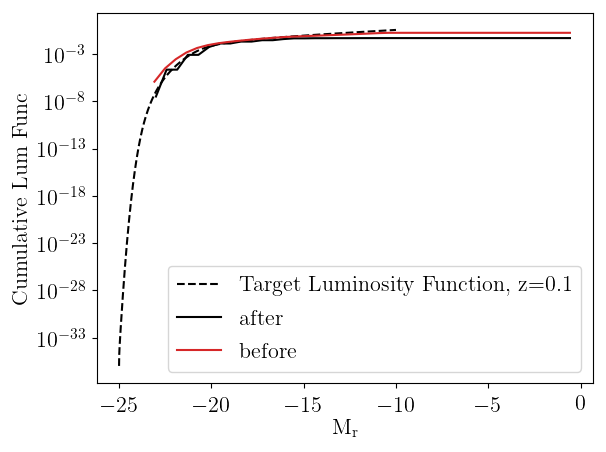 Cumulative Lum Func
10^{-3}
10^{-8}
10^{-13}
10^{-18}
10^{-23}
10^{-28}
10^{-33}
Target Luminosity Function, z=0.1
after
before
−25 −20 −15 −10 −5 0
M_r